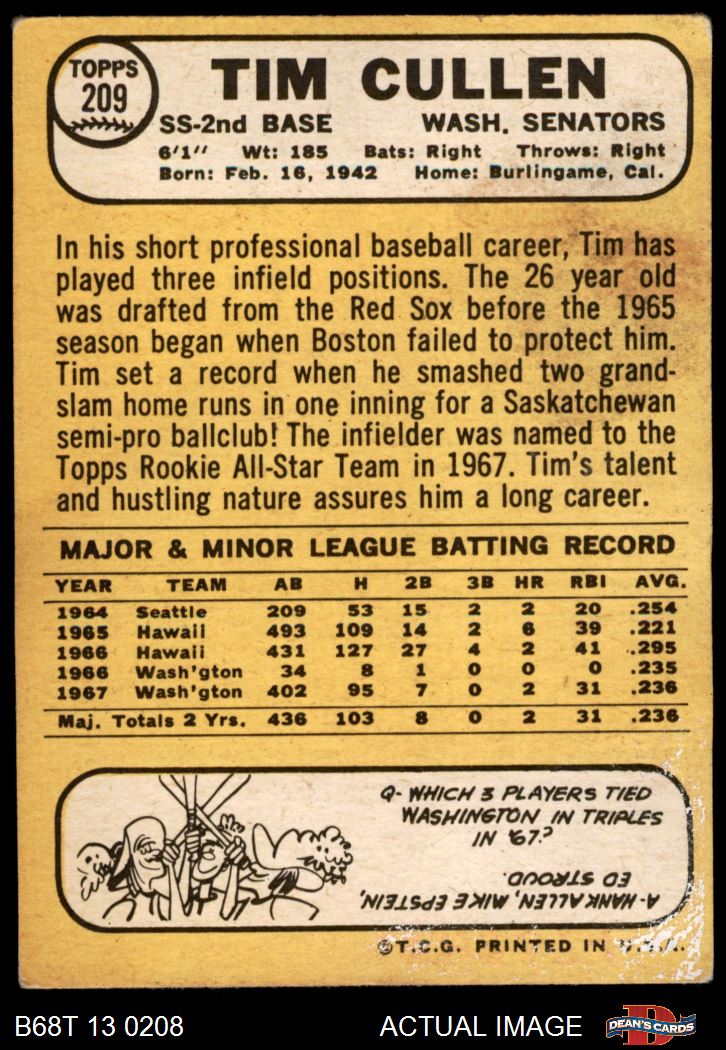 TOPPS
209
TIM CULLEN
SS-2nd BASE WASH. SENATORS
6'1" Wt: 185 Bats: Right Throws: Right
Born: Feb. 16, 1942 Home: Burlingame, Cal.
In his short professional baseball career, Tim has
played three infield positions. The 26 year old
was drafted from the Red Sox before the 1965
season began when Boston failed to protect him.
Tim set a record when he smashed two grand-
slam home runs in one inning for a Saskatchewan
semi-pro ballclub! The infielder was named to the
Topps Rookie All-Star Team in 1967. Tim's talent
and hustling nature assures him a long career.
MAJOR & MINOR LEAGUE BATTING RECORD
YEAR TEAM AB H 2B 3B HR RBI AVG.
1964 Seattle 209 53 15 2 2 20 .254
1965 Hawaii 493 109 14 2 6 39 .221
1966 Hawaii 431 127 27 4 2 41 .295
1966 Wash'gton 34 8 1 0 0 0 .235
1967 Wash'gton 402 95 7 0 2 31 .236
Maj. Totals 2 Yrs. 436 103 8 0 2 31 .236
Q- WHICH 3 PLAYERS TIED
WASHINGTON IN TRIPLES
IN '67?
A- HANK ALLEN, MIKE EPSTEIN,
ED STROUD.
©T.C.G. PRINTED IN U.S.A.
B68T 13 0208 ACTUAL IMAGE
D
DEAN'S CARDS